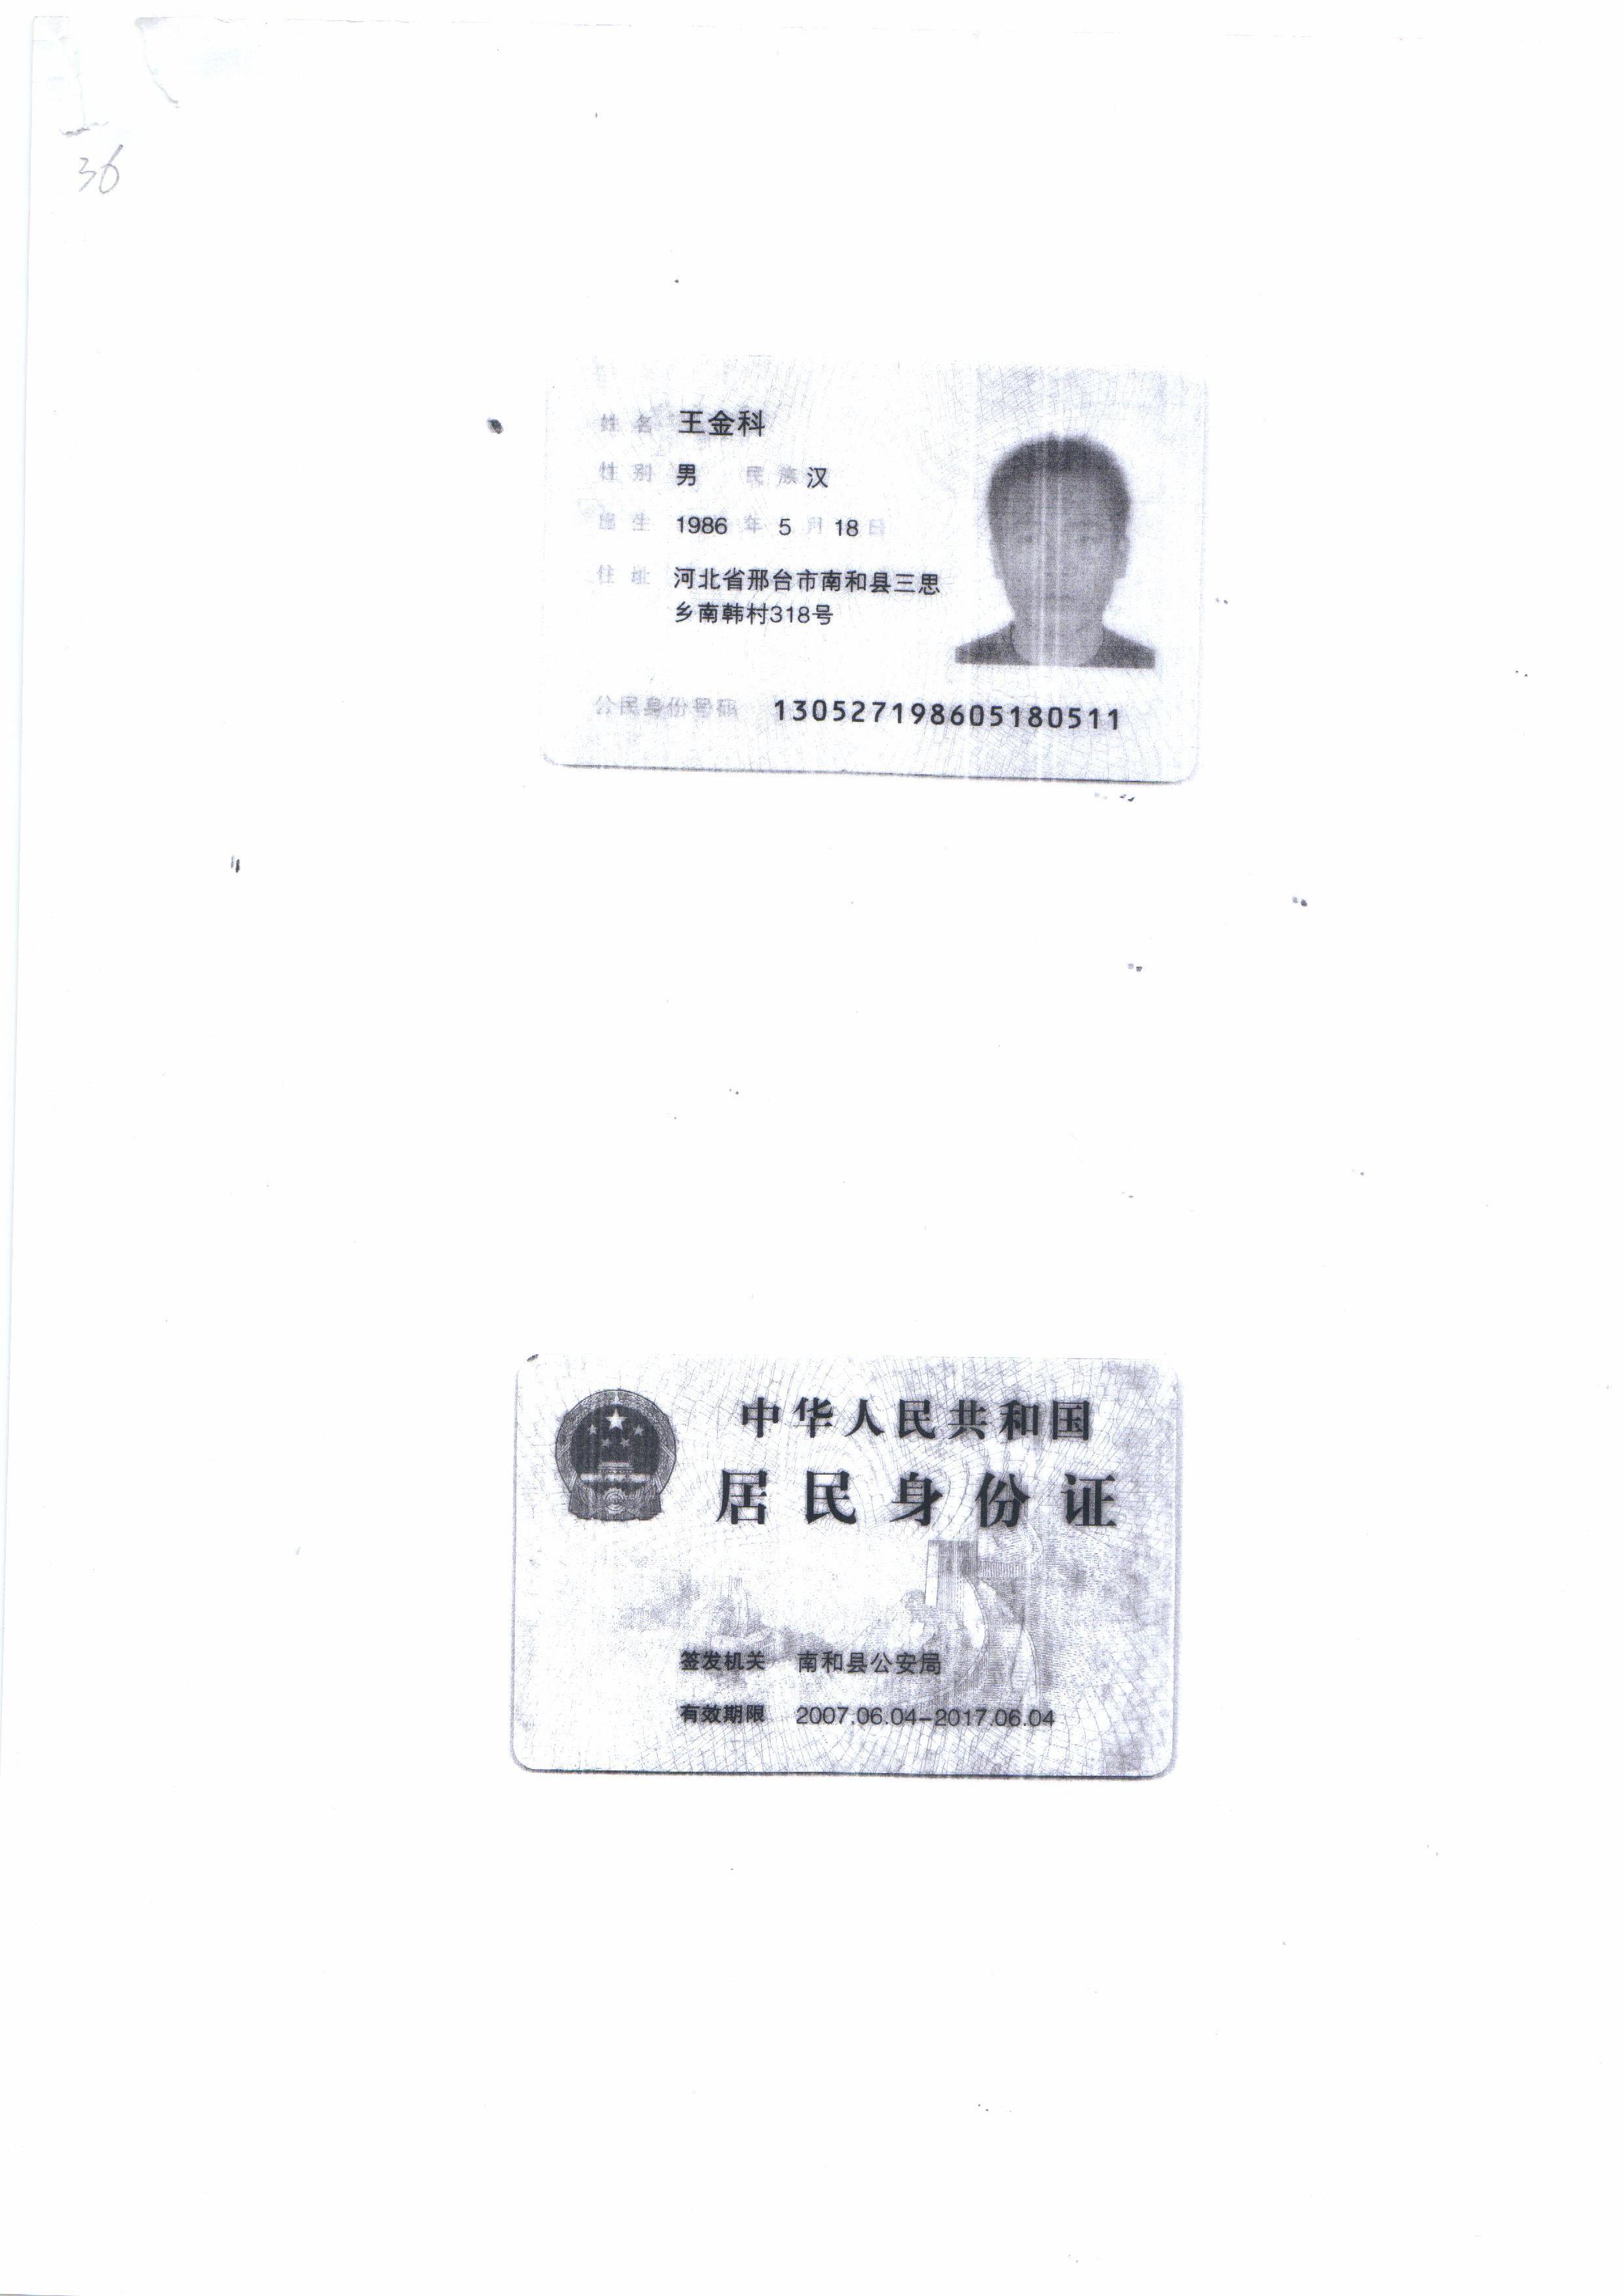 36
姓名 王金科
性别 男 民族 汉
出生 1986 年 5 月 18 日
住址 河北省邢台市南和县三思
乡南韩村318号
公民身份号码 130527198605180511
中华人民共和国
居民身份证
签发机关 南和县公安局
有效期限 2007.06.04-2017.06.04